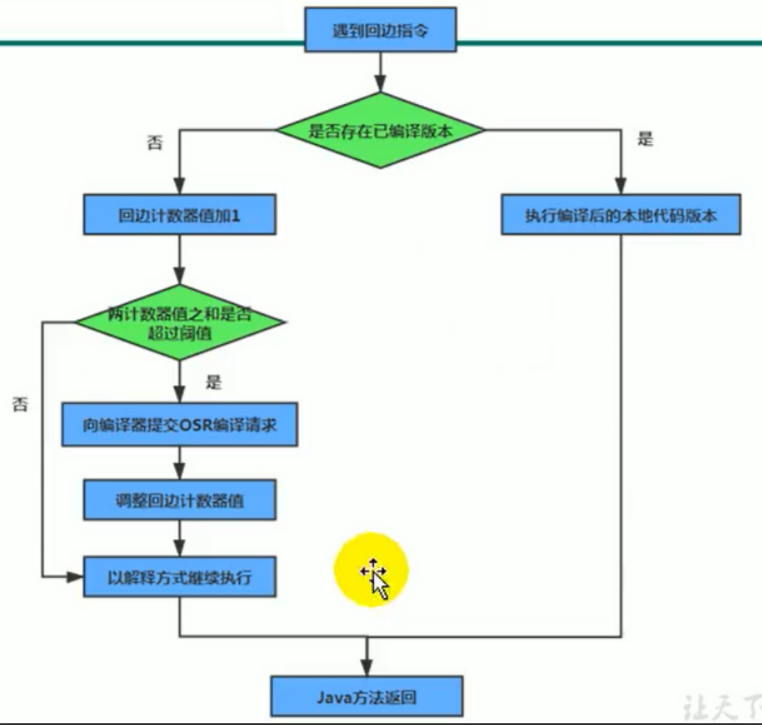 遇到回边指令
是否存在已编译版本
否
是
回边计数器值加1
执行编译后的本地代码版本
两计数器值之和是否
超过阈值
是
否
向编译器提交OSR编译请求
调整回边计数器值
以解释方式继续执行
Java方法返回
让天下